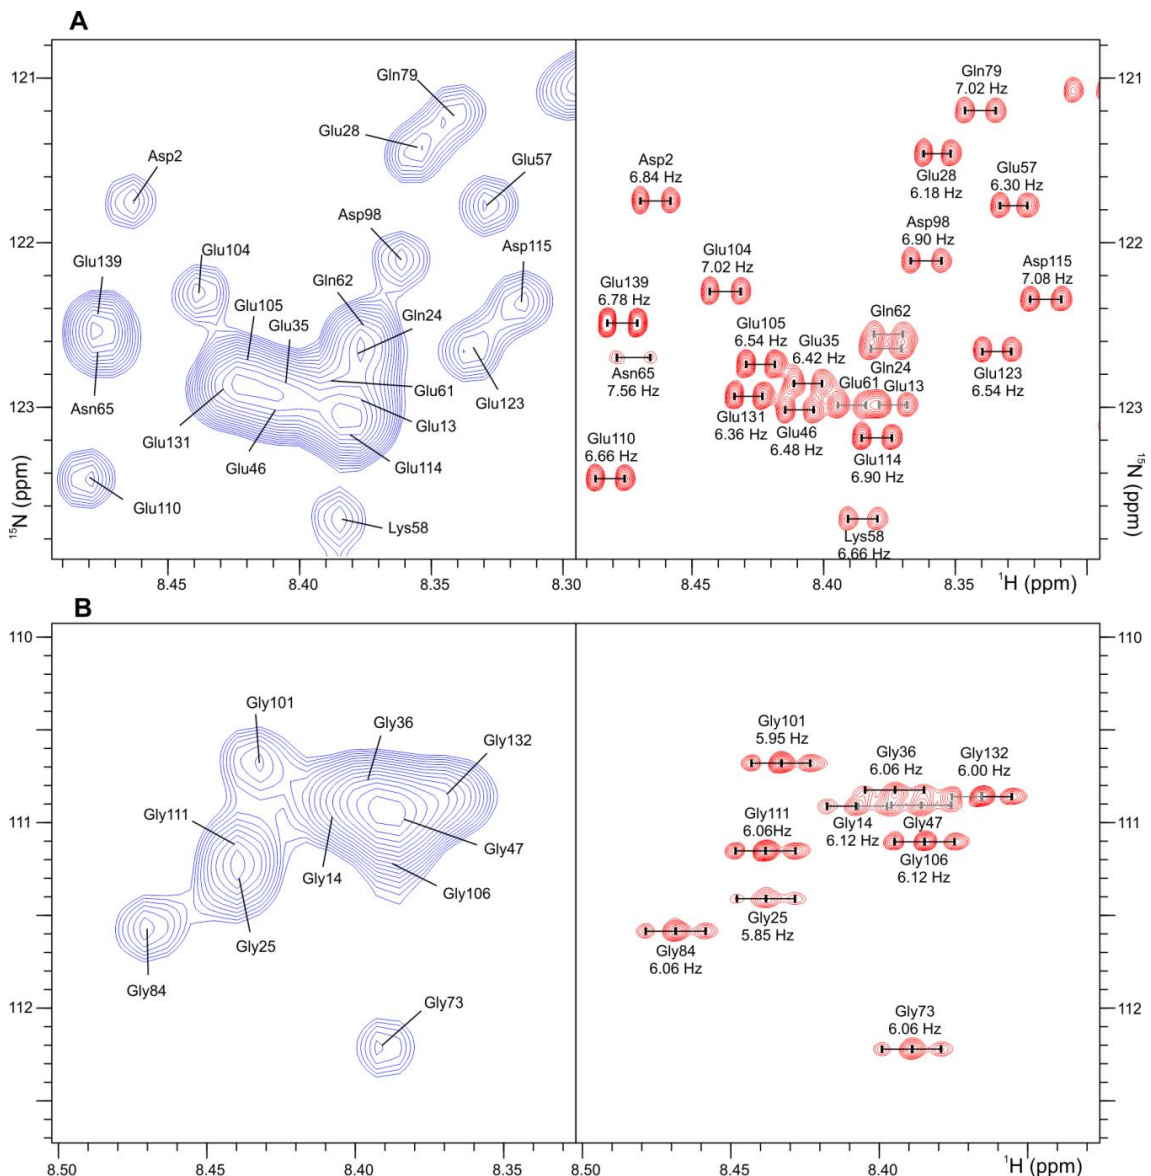 A
121
122
123
15N (ppm)
Gln79
Glu28
Asp2
Glu57
Asp98
Glu104
Asp115
Glu139
Gln62
Glu105
Glu35
Gln24
Asn65
Glu61
Glu123
Glu131
Glu13
Glu46
Glu114
Glu110
Lys58
8.45
8.40
8.35
8.30
Gln79
7.02 Hz
Asp2
6.84 Hz
Glu28
6.18 Hz
Glu57
6.30 Hz
Asp98
6.90 Hz
Glu104
7.02 Hz
Asp115
7.08 Hz
Glu139
6.78 Hz
Gln62
Glu105
6.54 Hz
Glu35
6.42 Hz
Gln24
Asn65
7.56 Hz
Glu61
Glu13
Glu123
6.54 Hz
Glu131
6.36 Hz
Glu46
6.48 Hz
Glu110
6.66 Hz
Glu114
6.90 Hz
Lys58
6.66 Hz
121
122
123
15N (ppm)
8.45
8.40
8.35
1H (ppm)
B
110
111
112
Gly101
Gly36
Gly132
Gly111
Gly47
Gly14
Gly106
Gly25
Gly84
Gly73
8.50
8.45
8.40
8.35
Gly101
5.95 Hz
Gly36
6.06 Hz
Gly132
6.00 Hz
Gly111
6.06Hz
Gly14
6.12 Hz
Gly47
Gly106
6.12 Hz
Gly25
5.85 Hz
Gly84
6.06 Hz
Gly73
6.06 Hz
110
111
112
8.50
8.45
8.40
1H (ppm)